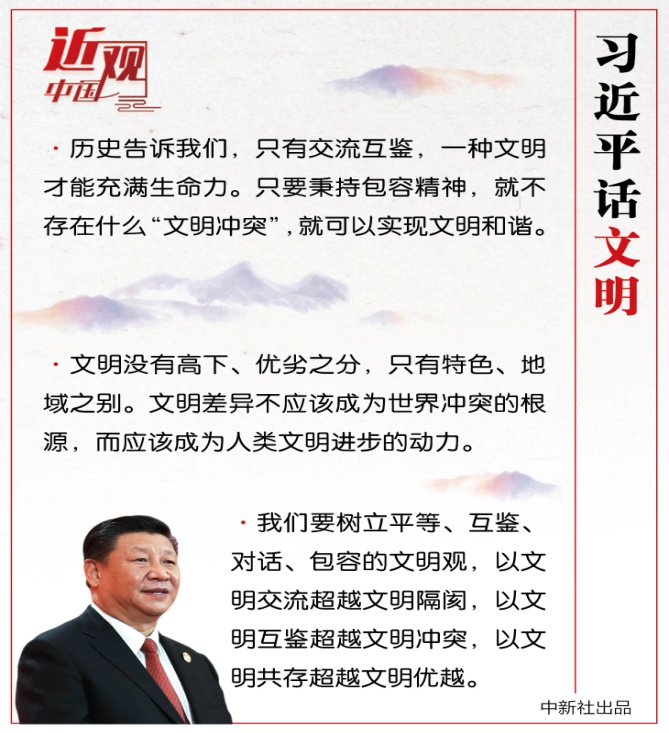 近观
中国
习近平话文明
·历史告诉我们，只有交流互鉴，一种文明
才能充满生命力。只要秉持包容精神，就不
存在什么“文明冲突”,就可以实现文明和谐。
·文明没有高下、优劣之分，只有特色、地
域之别。文明差异不应该成为世界冲突的根
源，而应该成为人类文明进步的动力。
·我们要树立平等、互鉴、
对话、包容的文明观，以文
明交流超越文明隔阂，以文
明互鉴超越文明冲突，以文
明共存超越文明优越。
中新社出品